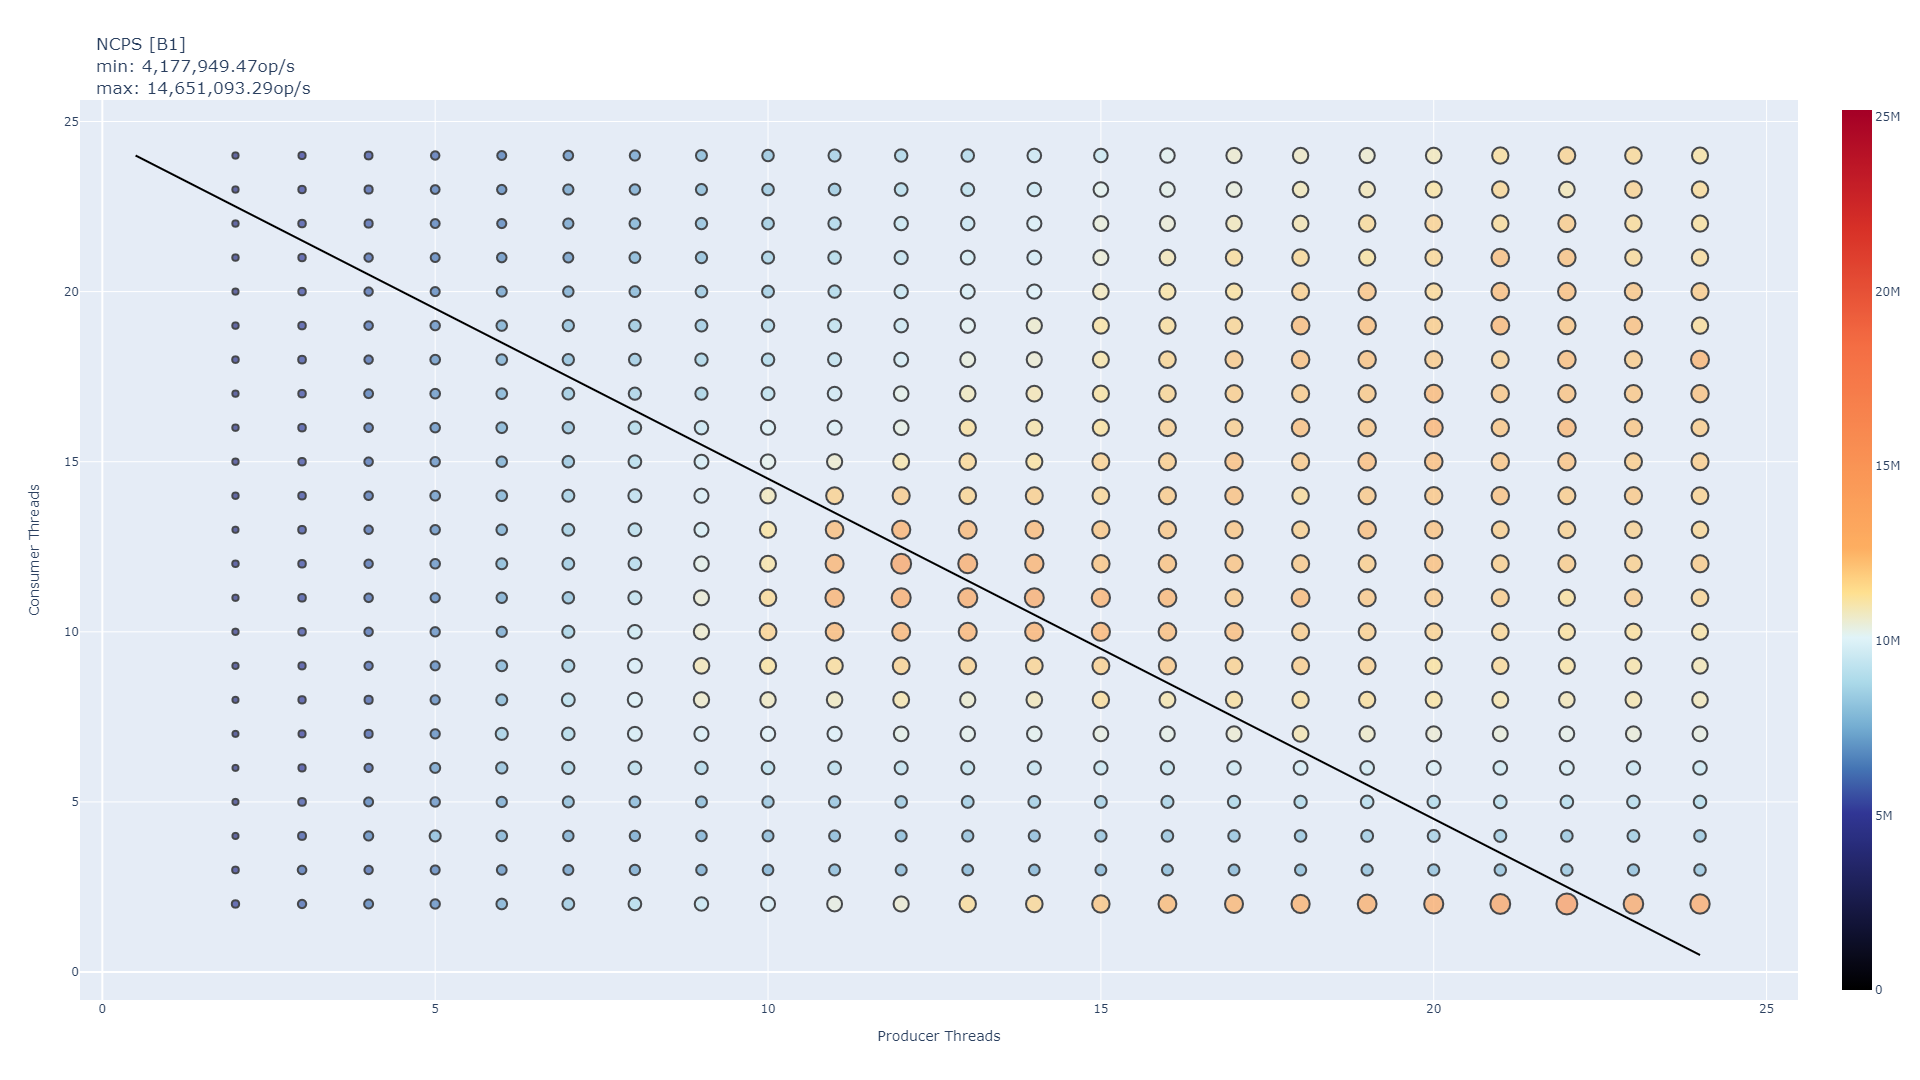 NCPS [B1]
min: 4,177,949.47op/s
max: 14,651,093.29op/s
25
20
15
10
5
0
Consumer Threads
0
5
10
15
20
25
Producer Threads
25M
20M
15M
10M
5M
0